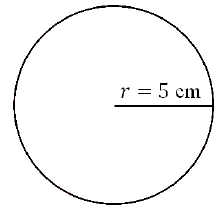 r = 5 cm